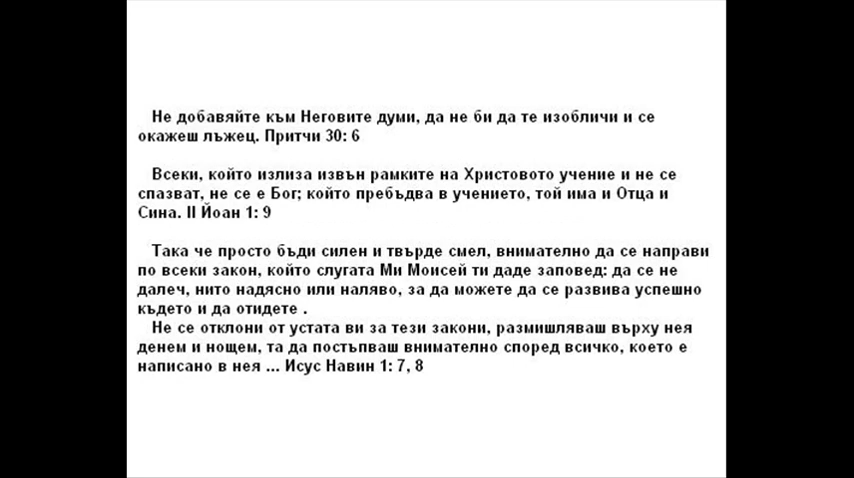 Не добавяйте към Неговите думи, да не би да те изобличи и се
окажеш лъжец. Притчи 30: 6
Всеки, който излиза извън рамките на Христовото учение и не се
спазват, не се е Бог; който пребъдва в учението, той има и Отца и
Сина. II Йоан 1: 9
Така че просто бъди силен и твърде смел, внимателно да се направи
по всеки закон, който слугата Ми Моисей ти даде заповед: да се не
далеч, нито надясно или наляво, за да можете да се развива успешно
където и да отидете .
Не се отклони от устата ви за тези закони, размишляваш върху нея
денем и нощем, та да постъпваш внимателно според всичко, което е
написано в нея ... Исус Навин 1: 7, 8